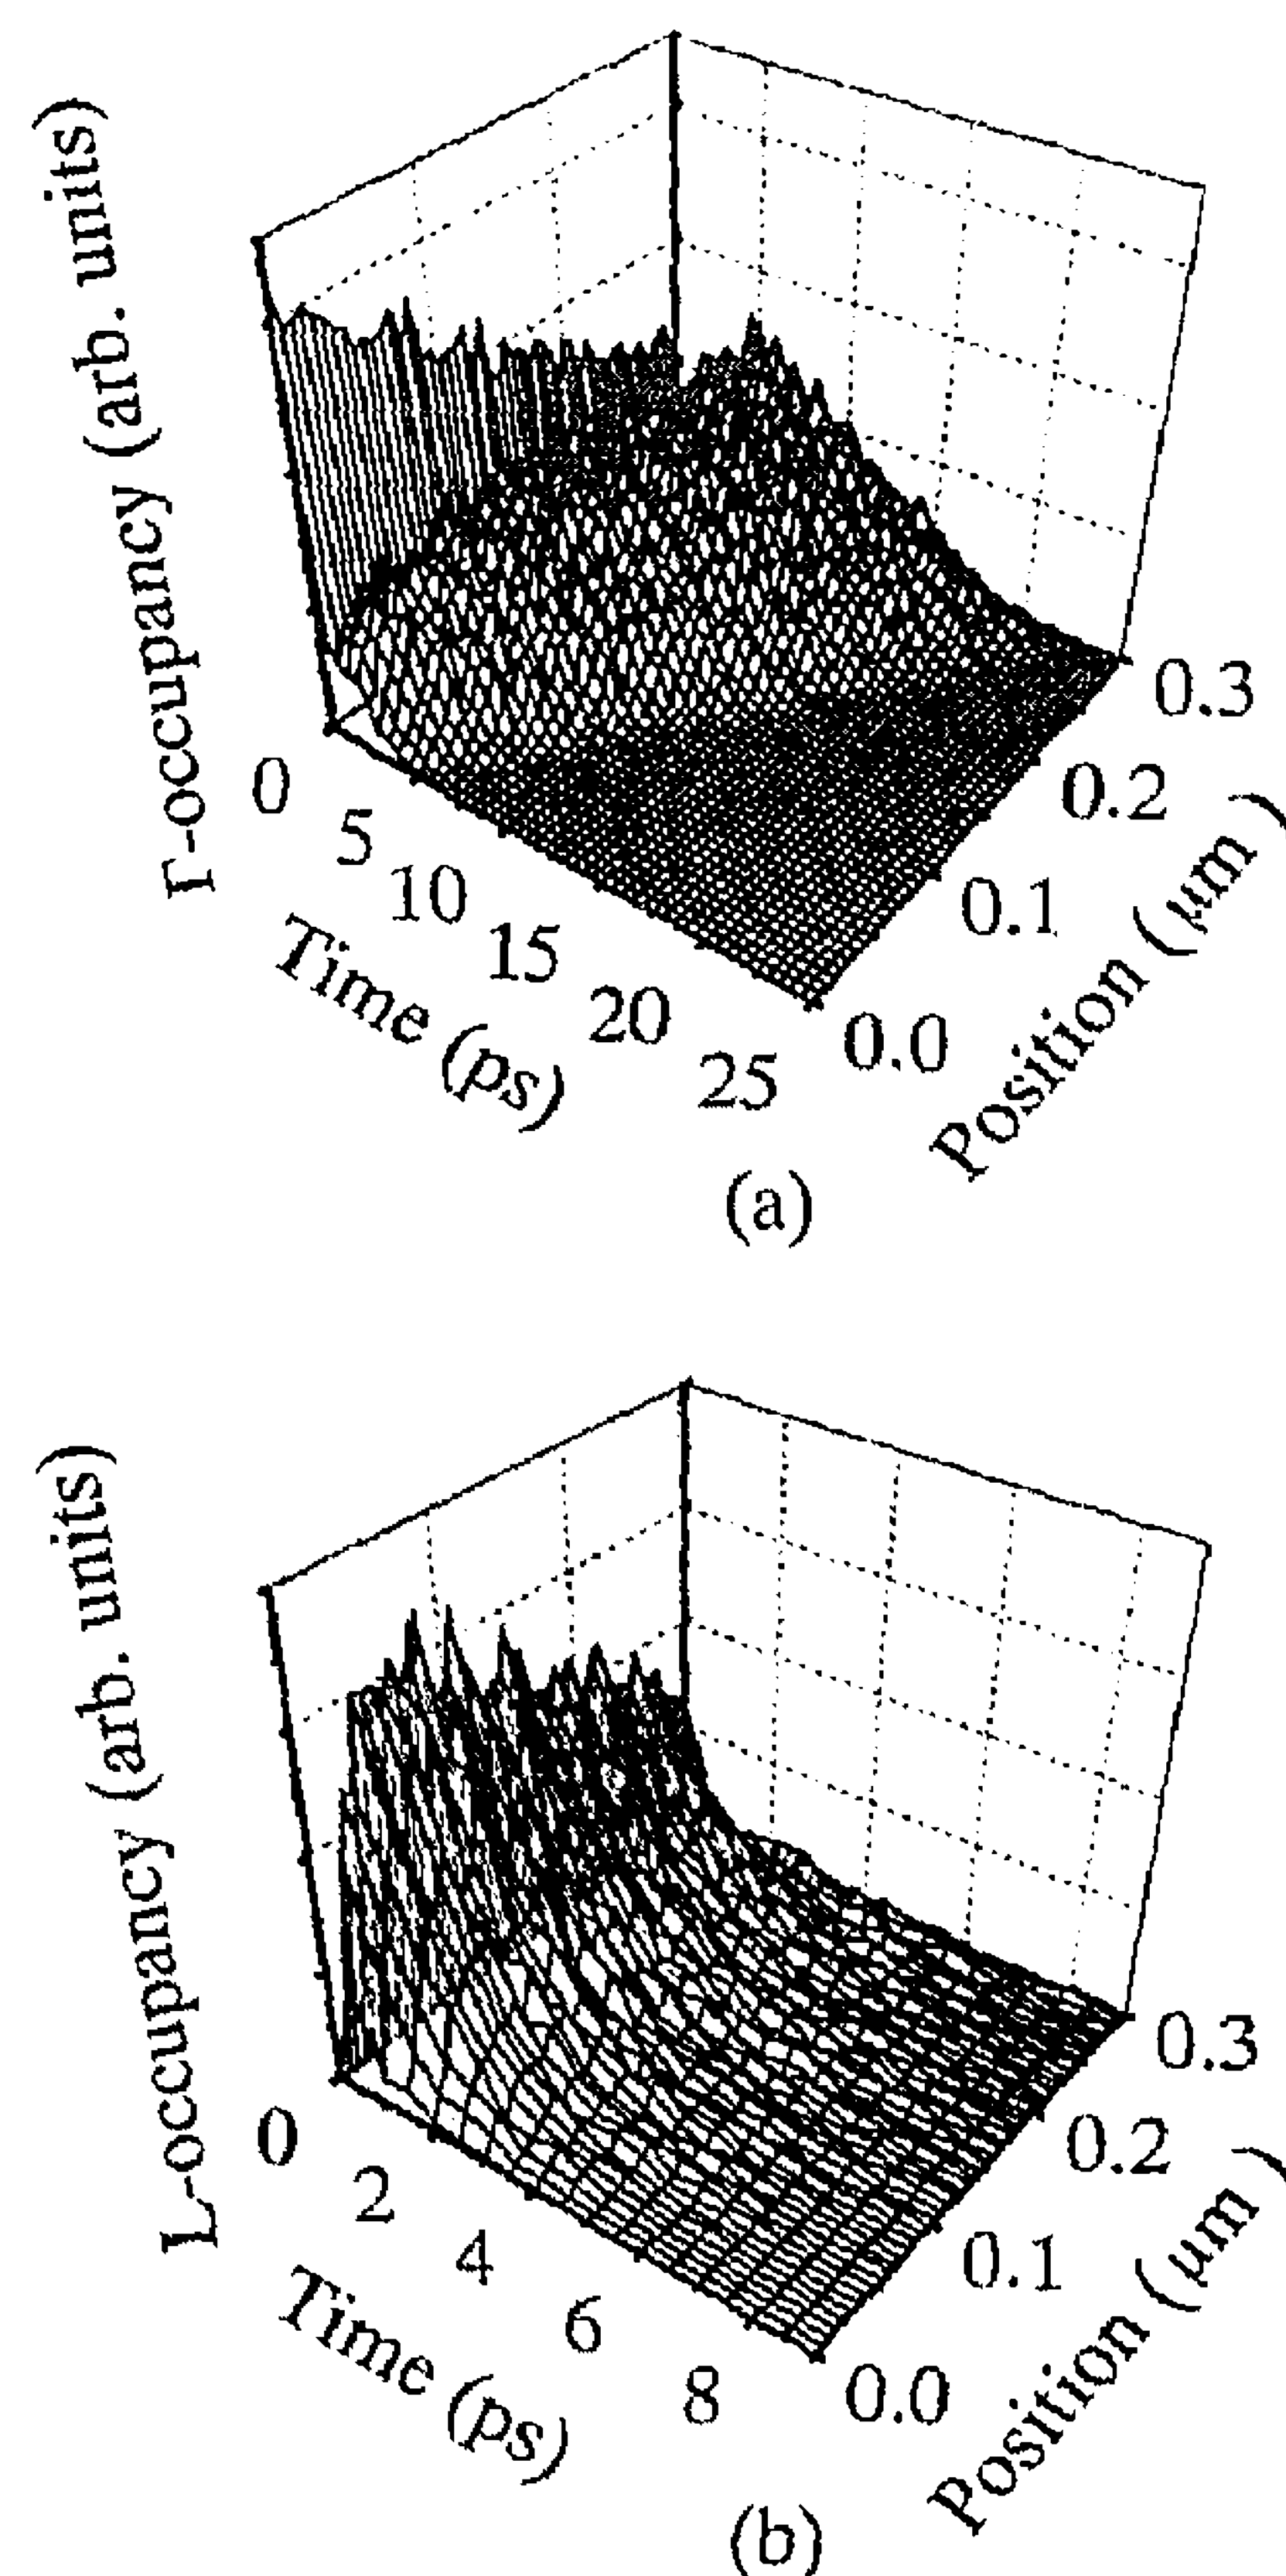 Γ-occupancy (arb. units)
0
5
10
15
20
25
Time (ps)
0.0
0.1
0.2
0.3
Position (μm)
(a)
L-occupancy (arb. units)
0
2
4
6
8
Time (ps)
0.0
0.1
0.2
0.3
Position (μm)
(b)